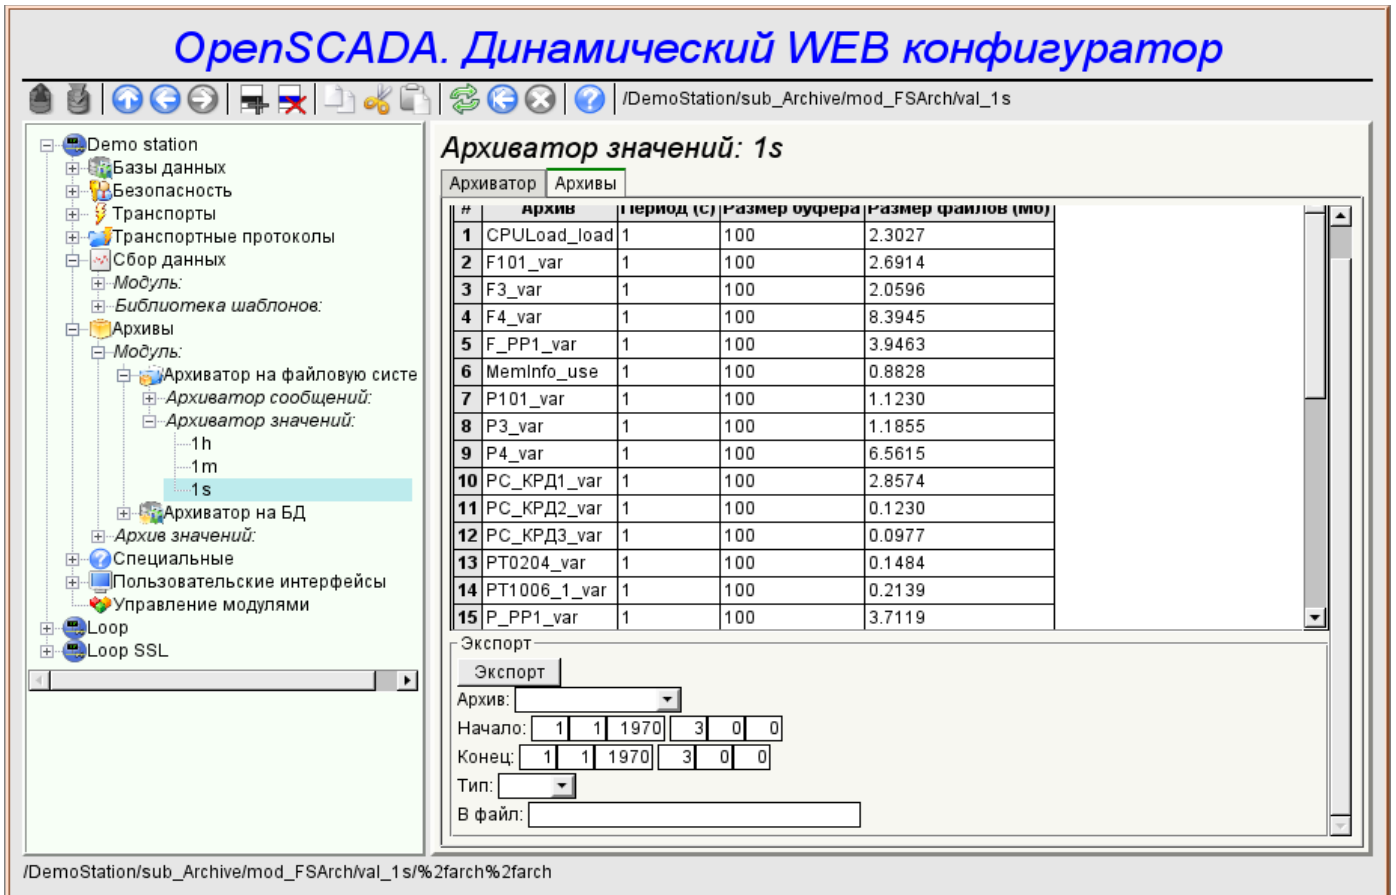 OpenSCADA. Динамический WEB конфигуратор
/DemoStation/sub_Archive/mod_FSArch/val_1s
Demo station
Базы данных
Безопасность
Транспорты
Транспортные протоколы
Сбор данных
Модуль:
Библиотека шаблонов:
Архивы
Модуль:
Архиватор на файловую систе
Архиватор сообщений:
Архиватор значений:
1h
1m
1s
Архиватор на БД
Архив значений:
Специальные
Пользовательские интерфейсы
Управление модулями
Loop
Loop SSL
Архиватор значений: 1s
Архиватор Архивы
# Архив Период (с) Размер буфера Размер файлов (Мб)
1 CPULoad_load 1 100 2.3027
2 F101_var 1 100 2.6914
3 F3_var 1 100 2.0596
4 F4_var 1 100 8.3945
5 F_PP1_var 1 100 3.9463
6 MemInfo_use 1 100 0.8828
7 P101_var 1 100 1.1230
8 P3_var 1 100 1.1855
9 P4_var 1 100 6.5615
10 PC_КРД1_var 1 100 2.8574
11 PC_КРД2_var 1 100 0.1230
12 PC_КРД3_var 1 100 0.0977
13 PT0204_var 1 100 0.1484
14 PT1006_1_var 1 100 0.2139
15 P_PP1_var 1 100 3.7119
Экспорт
Экспорт
Архив:
Начало: 1 1 1970 3 0 0
Конец: 1 1 1970 3 0 0
Тип:
В файл:
/DemoStation/sub_Archive/mod_FSArch/val_1s/%2farch%2farch